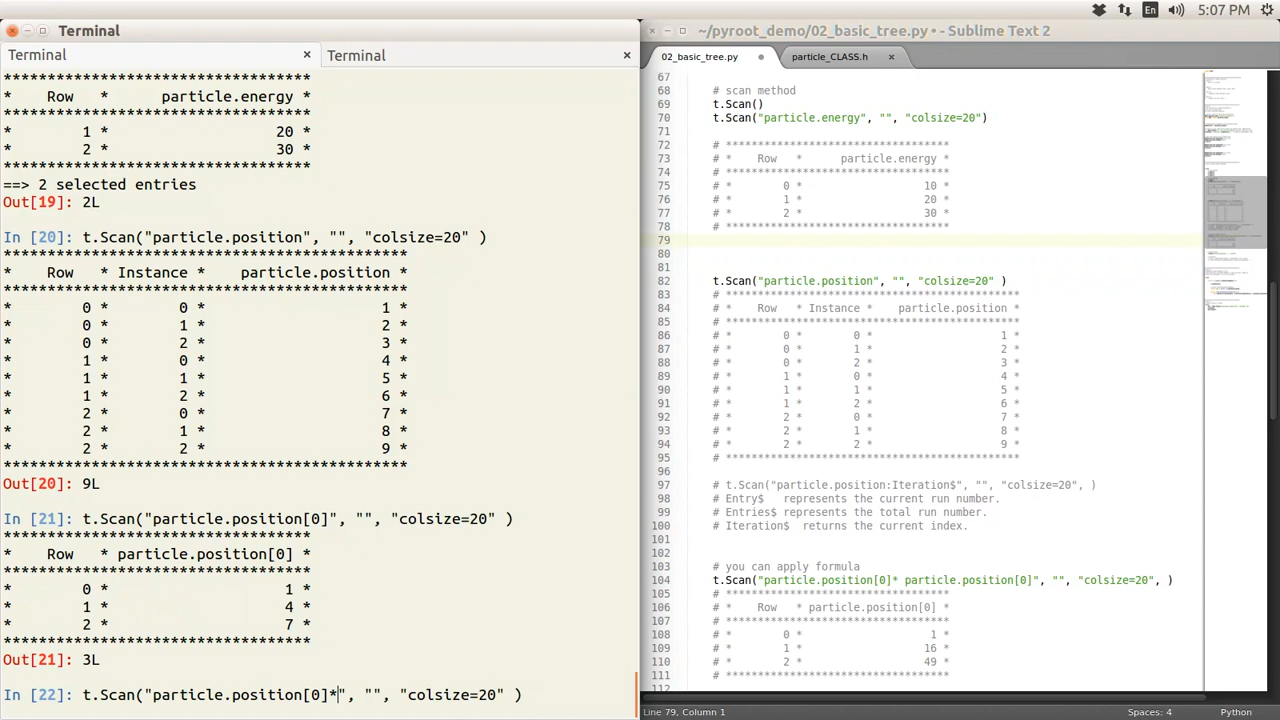 En 5:07 PM
Terminal
Terminal × Terminal ×
***********************************
*    Row   *      particle.energy *
***********************************
*        1 *                   20 *
*        2 *                   30 *
***********************************
==> 2 selected entries
Out[19]: 2L
In [20]: t.Scan("particle.position", "", "colsize=20" )
**********************************************
*    Row   * Instance *    particle.position *
**********************************************
*        0 *        0 *                    1 *
*        0 *        1 *                    2 *
*        0 *        2 *                    3 *
*        1 *        0 *                    4 *
*        1 *        1 *                    5 *
*        1 *        2 *                    6 *
*        2 *        0 *                    7 *
*        2 *        1 *                    8 *
*        2 *        2 *                    9 *
**********************************************
Out[20]: 9L
In [21]: t.Scan("particle.position[0]", "", "colsize=20" )
***********************************
*    Row   * particle.position[0] *
***********************************
*        0 *                    1 *
*        1 *                    4 *
*        2 *                    7 *
***********************************
Out[21]: 3L
In [22]: t.Scan("particle.position[0]*", "", "colsize=20" )
~/pyroot_demo/02_basic_tree.py • - Sublime Text 2
02_basic_tree.py particle_CLASS.h ×
67
68 # scan method
69 t.Scan()
70 t.Scan("particle.energy", "", "colsize=20")
71
72 # ***********************************
73 # *    Row   *      particle.energy *
74 # ***********************************
75 # *        0 *                   10 *
76 # *        1 *                   20 *
77 # *        2 *                   30 *
78 # ***********************************
79
80
81
82 t.Scan("particle.position", "", "colsize=20" )
83 # **********************************************
84 # *    Row   * Instance *    particle.position *
85 # **********************************************
86 # *        0 *        0 *                    1 *
87 # *        0 *        1 *                    2 *
88 # *        0 *        2 *                    3 *
89 # *        1 *        0 *                    4 *
90 # *        1 *        1 *                    5 *
91 # *        1 *        2 *                    6 *
92 # *        2 *        0 *                    7 *
93 # *        2 *        1 *                    8 *
94 # *        2 *        2 *                    9 *
95 # **********************************************
96
97 # t.Scan("particle.position:Iteration$", "", "colsize=20", )
98 # Entry$   represents the current run number.
99 # Entries$ represents the total run number.
100 # Iteration$  returns the current index.
101
102
103 # you can apply formula
104 t.Scan("particle.position[0]* particle.position[0]", "", "colsize=20", )
105 # ***********************************
106 # *    Row   * particle.position[0] *
107 # ***********************************
108 # *        0 *                    1 *
109 # *        1 *                   16 *
110 # *        2 *                   49 *
111 # ***********************************
112
Line 79, Column 1 Spaces: 4 Python